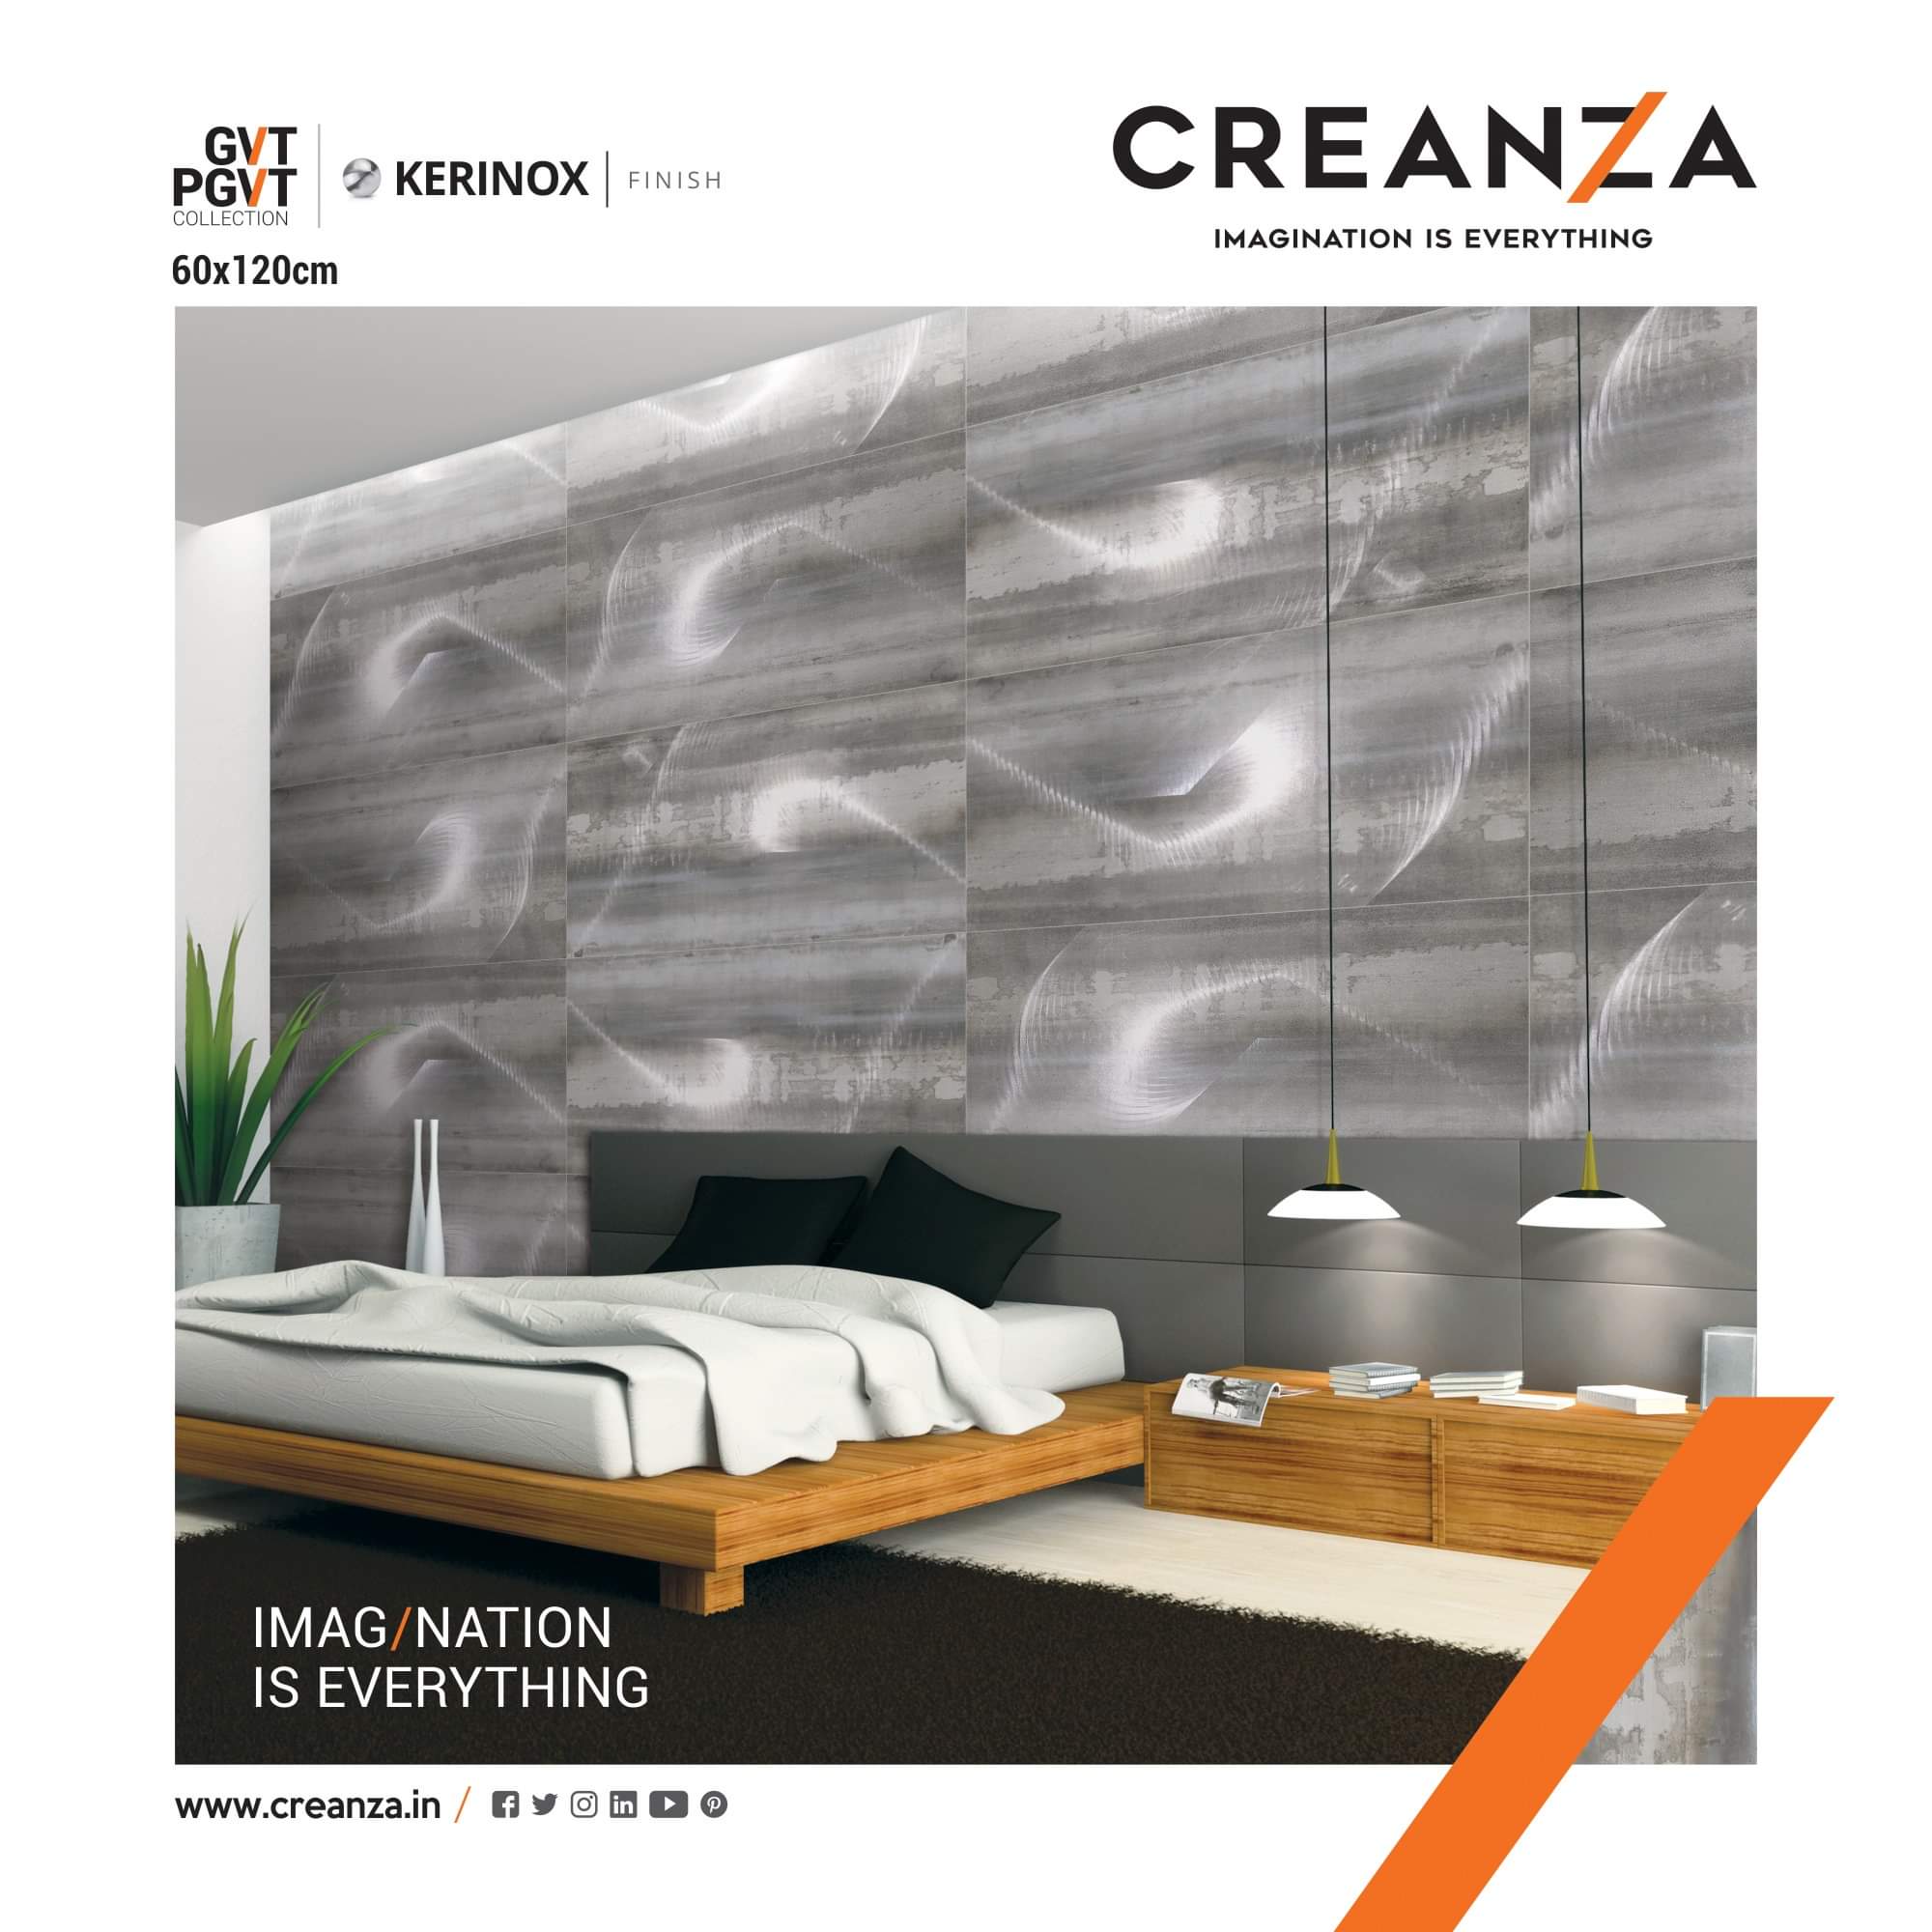 GVT
PGVT
COLLECTION
KERINOX
FINISH
60x120cm
CREANZA
IMAGINATION IS EVERYTHING
IMAG/NATION
IS EVERYTHING
www.creanza.in /